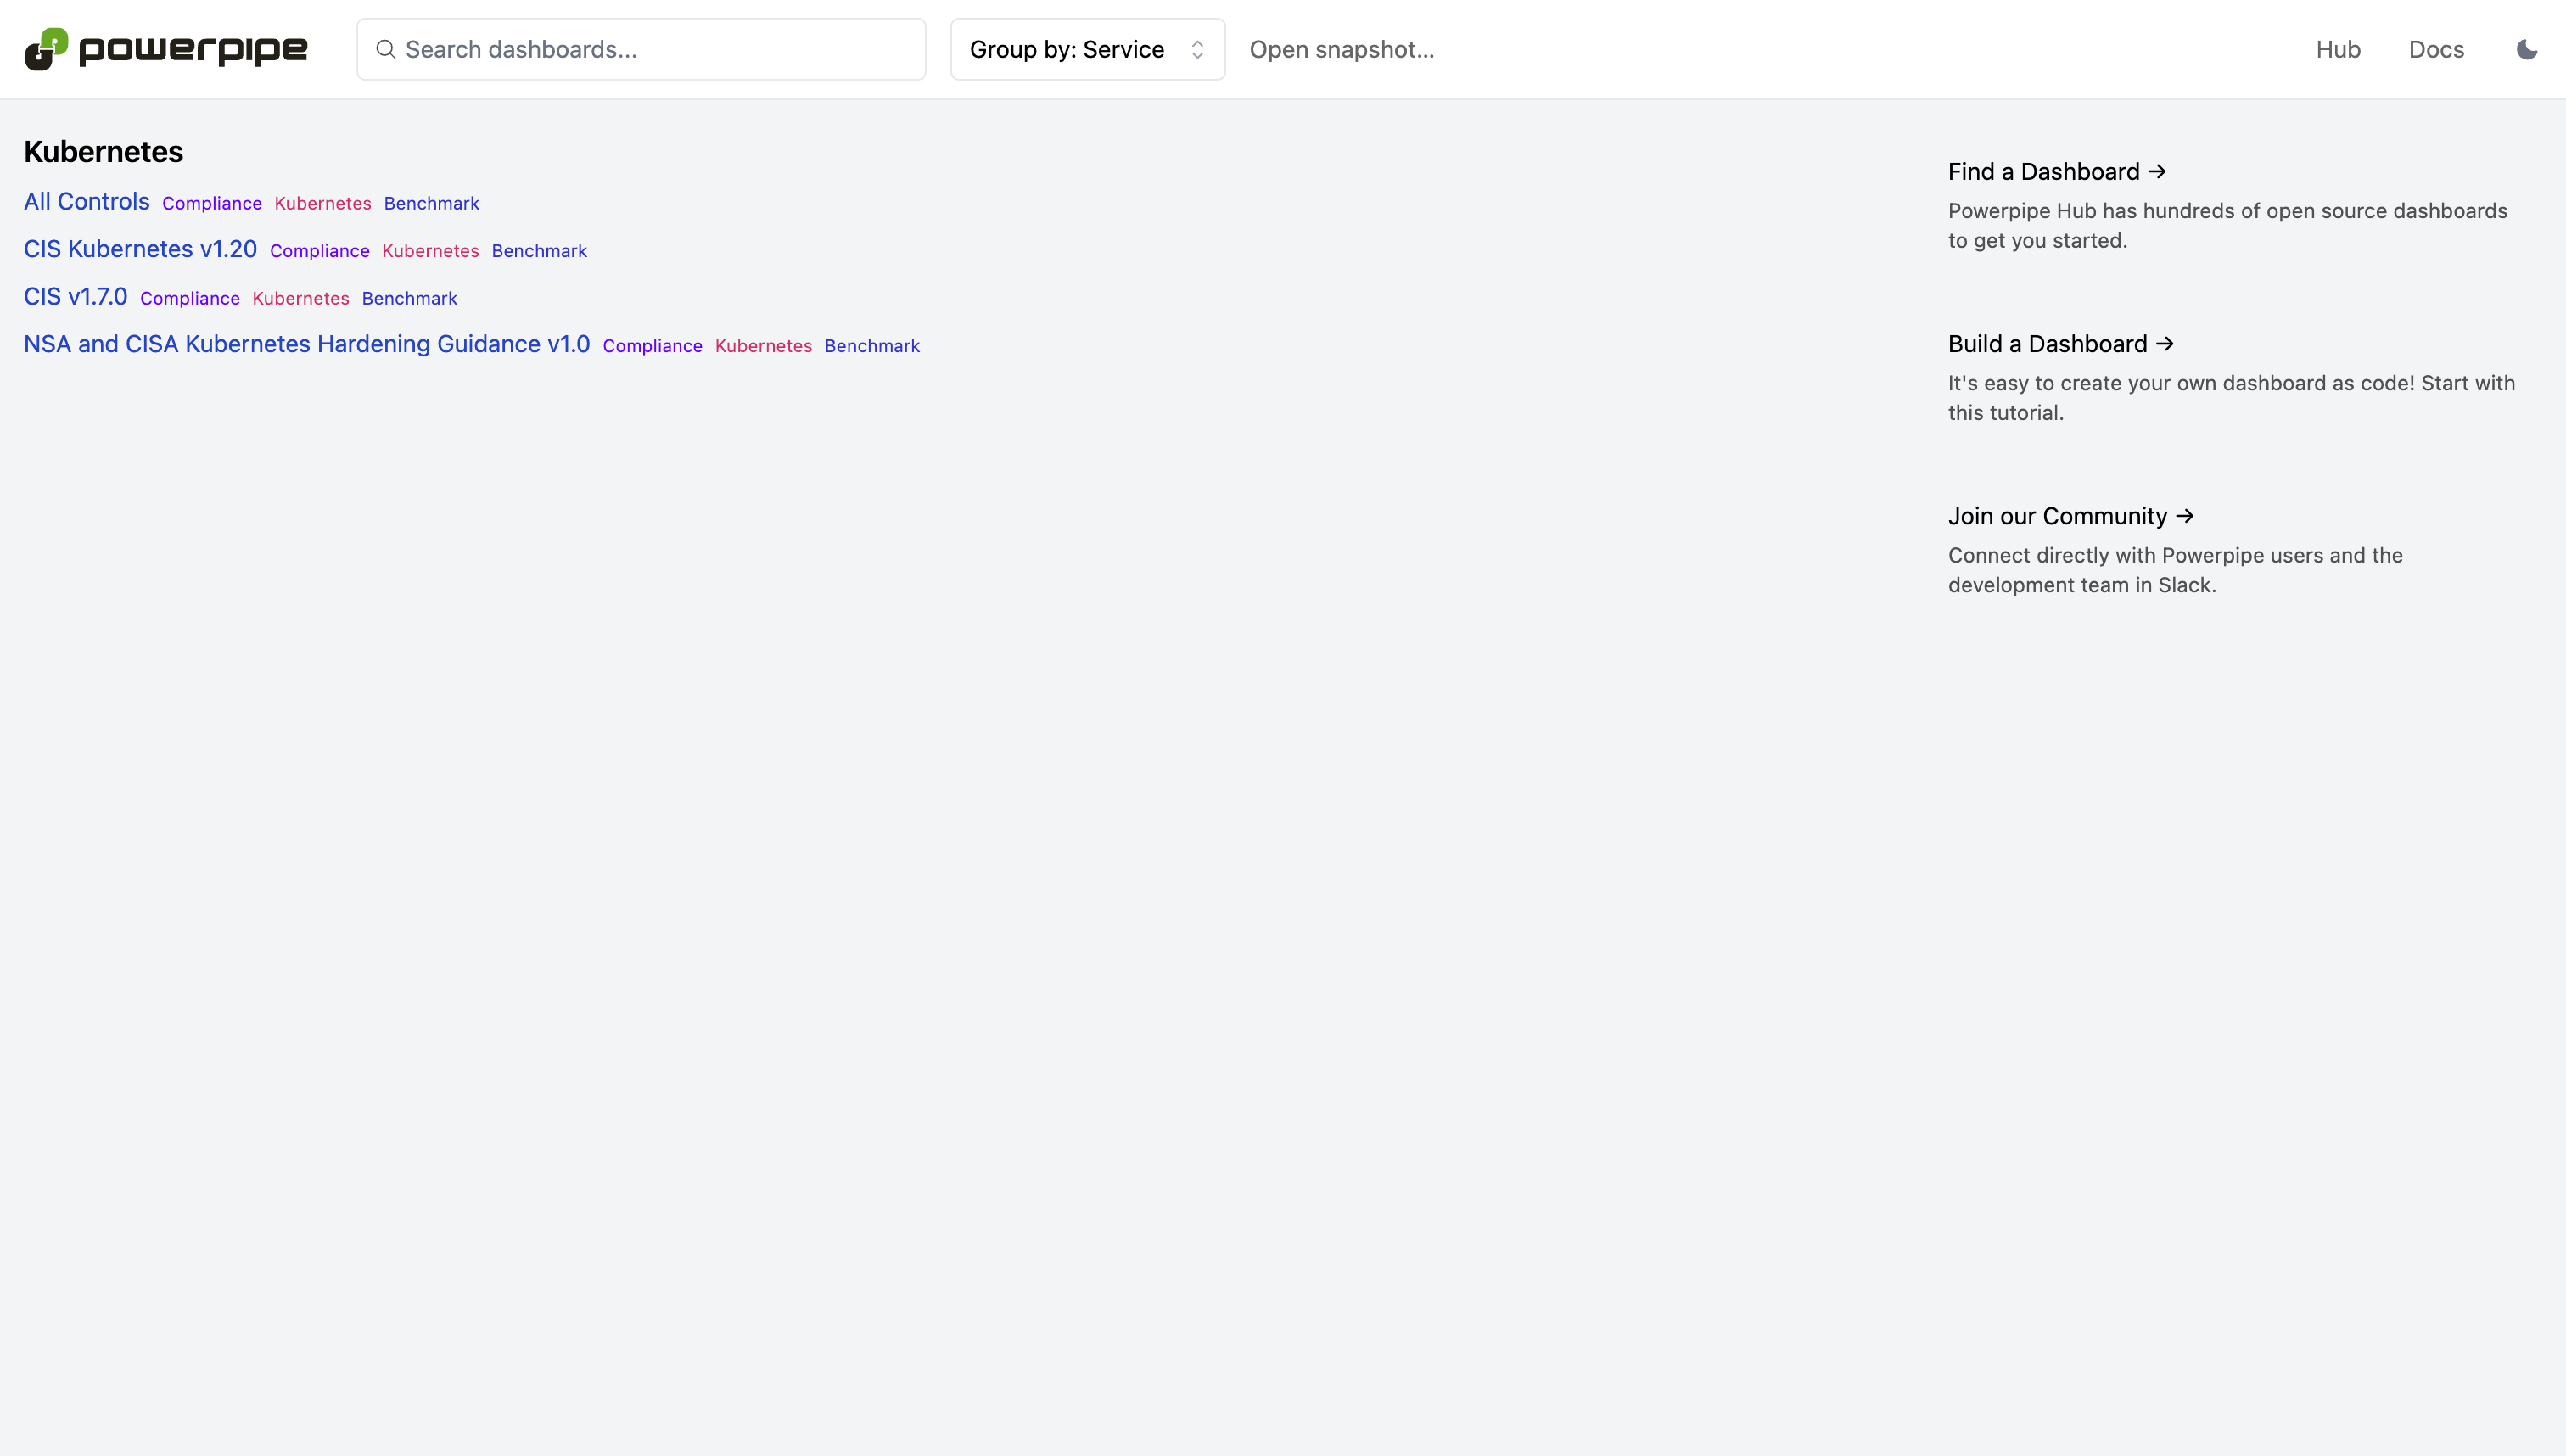 powerpipe
Search dashboards...
Group by: Service
Open snapshot...
Hub
Docs
Kubernetes
All Controls Compliance Kubernetes Benchmark
CIS Kubernetes v1.20 Compliance Kubernetes Benchmark
CIS v1.7.0 Compliance Kubernetes Benchmark
NSA and CISA Kubernetes Hardening Guidance v1.0 Compliance Kubernetes Benchmark
Find a Dashboard →
Powerpipe Hub has hundreds of open source dashboards
to get you started.
Build a Dashboard →
It's easy to create your own dashboard as code! Start with
this tutorial.
Join our Community →
Connect directly with Powerpipe users and the
development team in Slack.